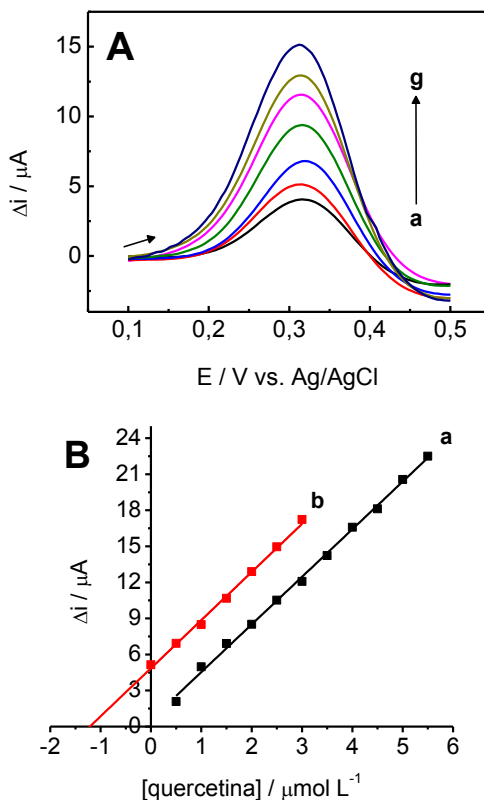 A
15
10
5
0
Δi / μA
g
a
0,1 0,2 0,3 0,4 0,5
E / V vs. Ag/AgCl
B
24
21
18
15
12
9
6
3
0
Δi / μA
a
b
-2 -1 0 1 2 3 4 5 6
[quercetina] / μmol L⁻¹